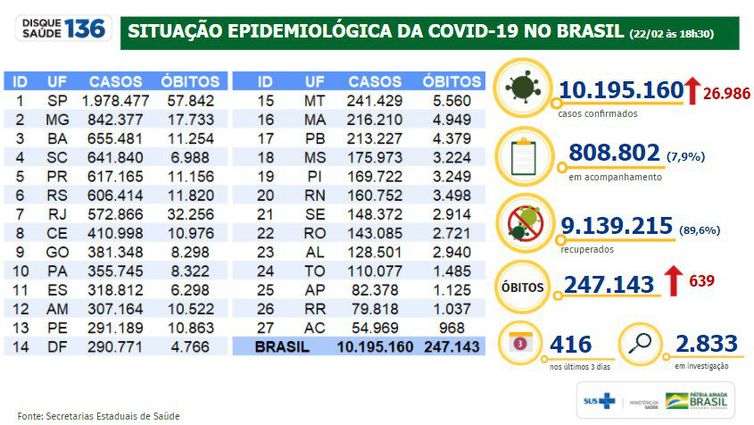 DISQUE
SAÚDE 136
SITUAÇÃO EPIDEMIOLÓGICA DA COVID-19 NO BRASIL (22/02 às 18h30)
ID UF CASOS ÓBITOS
1 SP 1.978.477 57.842
2 MG 842.377 17.733
3 BA 655.481 11.254
4 SC 641.840 6.988
5 PR 617.165 11.156
6 RS 606.414 11.820
7 RJ 572.866 32.256
8 CE 410.998 10.976
9 GO 381.348 8.298
10 PA 355.745 8.322
11 ES 318.812 6.298
12 AM 307.164 10.522
13 PE 291.189 10.863
14 DF 290.771 4.766
ID UF CASOS ÓBITOS
15 MT 241.429 5.560
16 MA 216.210 4.949
17 PB 213.227 4.379
18 MS 175.973 3.224
19 PI 169.722 3.249
20 RN 160.752 3.498
21 SE 148.372 2.914
22 RO 143.085 2.721
23 AL 128.501 2.940
24 TO 110.077 1.485
25 AP 82.378 1.125
26 RR 79.818 1.037
27 AC 54.969 968
BRASIL 10.195.160 247.143
10.195.160 26.986
casos confirmados
808.802 (7,9%)
em acompanhamento
9.139.215 (89,6%)
recuperados
ÓBITOS 247.143 639
3 416
nos últimos 3 dias
2.833
em investigação
SUS
MINISTÉRIO DA
SAÚDE
PÁTRIA AMADA
BRASIL
GOVERNO FEDERAL
Fonte: Secretarias Estaduais de Saúde